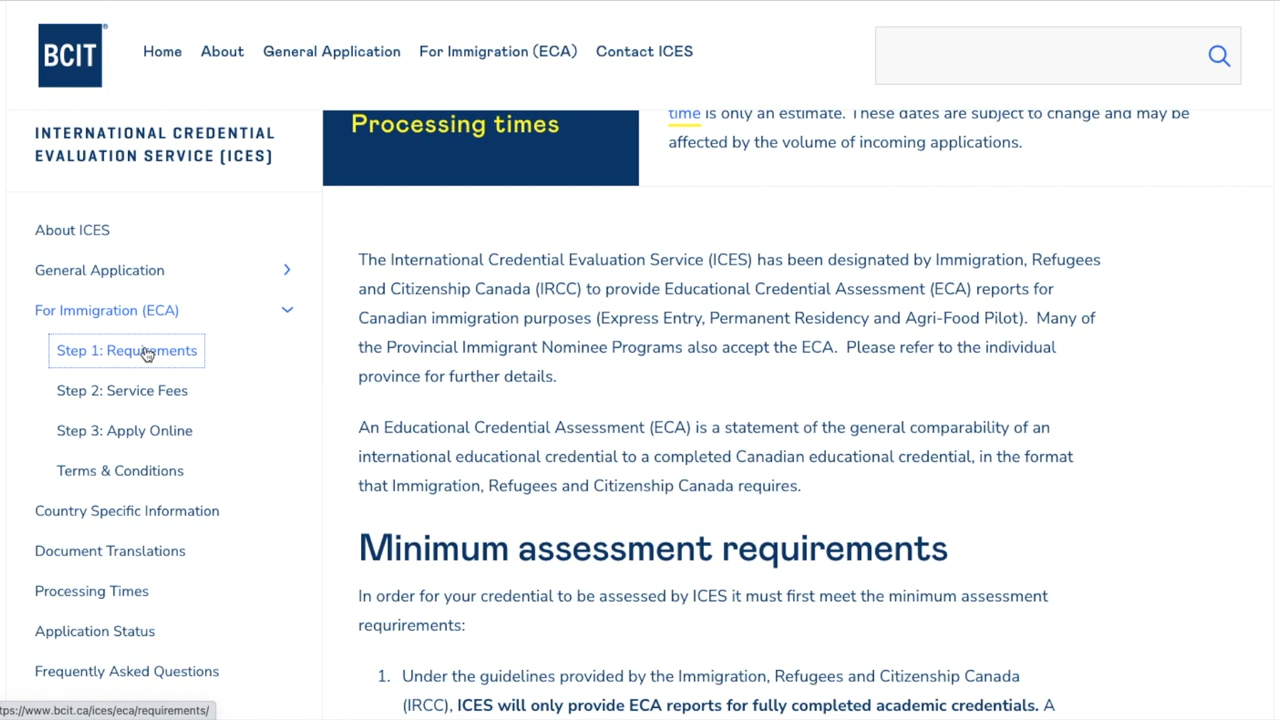 BCIT®
Home About General Application For Immigration (ECA) Contact ICES
INTERNATIONAL CREDENTIAL
EVALUATION SERVICE (ICES)
About ICES
General Application
For Immigration (ECA)
Step 1: Requirements
Step 2: Service Fees
Step 3: Apply Online
Terms & Conditions
Country Specific Information
Document Translations
Processing Times
Application Status
Frequently Asked Questions
Processing times
time is only an estimate. These dates are subject to change and may be
affected by the volume of incoming applications.
The International Credential Evaluation Service (ICES) has been designated by Immigration, Refugees
and Citizenship Canada (IRCC) to provide Educational Credential Assessment (ECA) reports for
Canadian immigration purposes (Express Entry, Permanent Residency and Agri-Food Pilot). Many of
the Provincial Immigrant Nominee Programs also accept the ECA. Please refer to the individual
province for further details.
An Educational Credential Assessment (ECA) is a statement of the general comparability of an
international educational credential to a completed Canadian educational credential, in the format
that Immigration, Refugees and Citizenship Canada requires.
Minimum assessment requirements
In order for your credential to be assessed by ICES it must first meet the minimum assessment
requrirements:
1. Under the guidelines provided by the Immigration, Refugees and Citizenship Canada
(IRCC), ICES will only provide ECA reports for fully completed academic credentials. A
tps://www.bcit.ca/ices/eca/requirements/